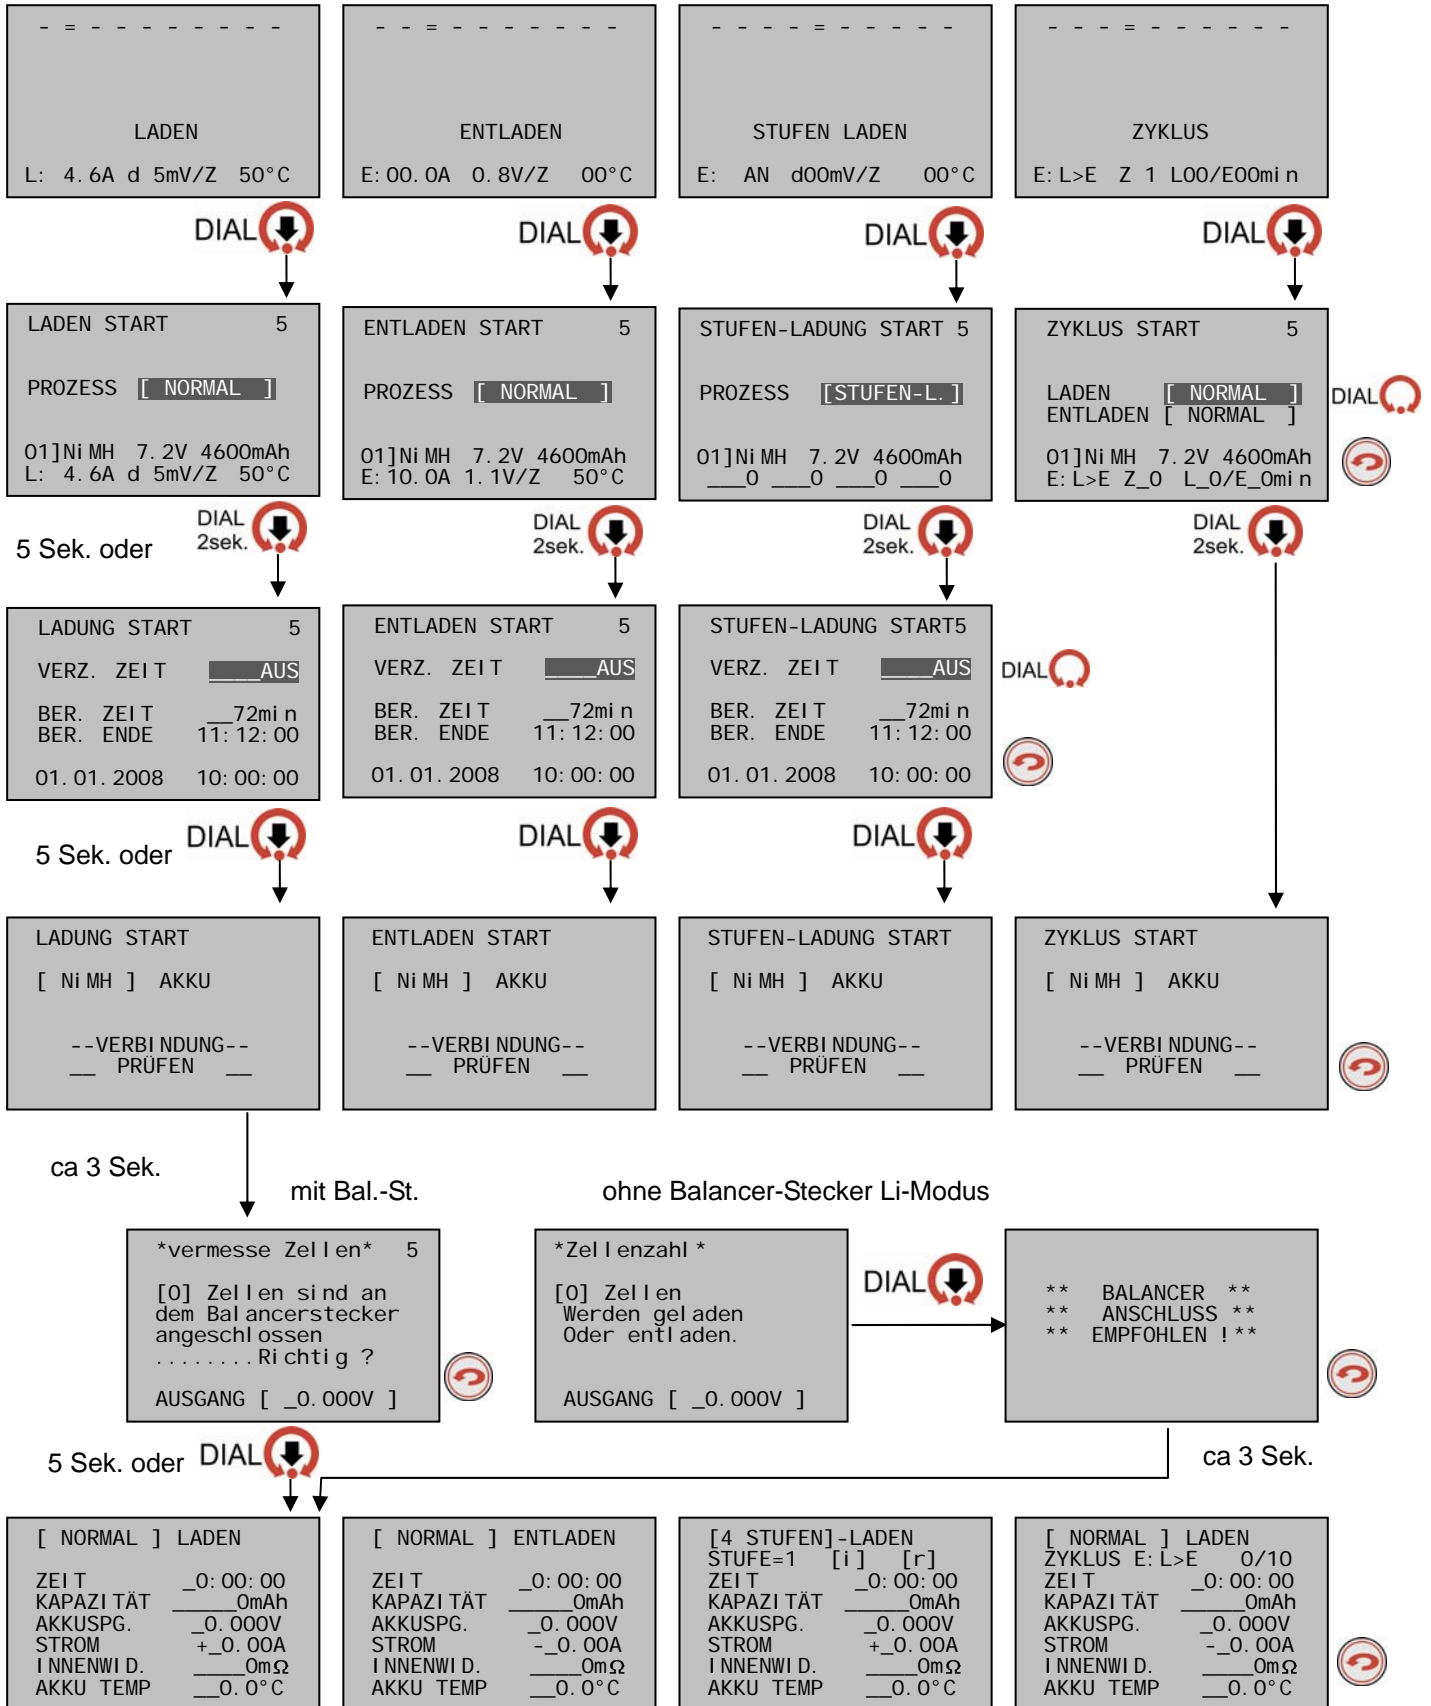 - = - - - - - - - -
LADEN
L: 4.6A d 5mV/Z 50°C
- - = - - - - - - -
ENTLADEN
E:00.0A 0.8V/Z 00°C
- - - - = - - - - -
STUFEN LADEN
E: AN d00mV/Z 00°C
- - - = - - - - - -
ZYKLUS
E:L>E Z 1 L00/E00min
DIAL
DIAL
DIAL
DIAL
LADEN START 5
PROZESS [ NORMAL ]
01]NiMH 7.2V 4600mAh
L: 4.6A d 5mV/Z 50°C
ENTLADEN START 5
PROZESS [ NORMAL ]
01]NiMH 7.2V 4600mAh
E:10.0A 1.1V/Z 50°C
STUFEN-LADUNG START 5
PROZESS [STUFEN-L.]
01]NiMH 7.2V 4600mAh
___0 ___0 ___0 ___0
ZYKLUS START 5
LADEN [ NORMAL ]
ENTLADEN [ NORMAL ]
01]NiMH 7.2V 4600mAh
E:L>E Z_0 L_0/E_0min
DIAL
5 Sek. oder
DIAL
2sek.
DIAL
2sek.
DIAL
2sek.
DIAL
2sek.
LADUNG START 5
VERZ. ZEIT ____AUS
BER. ZEIT __72min
BER. ENDE 11:12:00
01.01.2008 10:00:00
ENTLADEN START 5
VERZ. ZEIT ____AUS
BER. ZEIT __72min
BER. ENDE 11:12:00
01.01.2008 10:00:00
STUFEN-LADUNG START5
VERZ. ZEIT ____AUS
BER. ZEIT __72min
BER. ENDE 11:12:00
01.01.2008 10:00:00
DIAL
5 Sek. oder
DIAL
DIAL
DIAL
LADUNG START
[ NiMH ] AKKU
--VERBINDUNG--
__ PRÜFEN __
ENTLADEN START
[ NiMH ] AKKU
--VERBINDUNG--
__ PRÜFEN __
STUFEN-LADUNG START
[ NiMH ] AKKU
--VERBINDUNG--
__ PRÜFEN __
ZYKLUS START
[ NiMH ] AKKU
--VERBINDUNG--
__ PRÜFEN __
ca 3 Sek.
mit Bal.-St.
ohne Balancer-Stecker Li-Modus
*vermesse Zellen* 5
[0] Zellen sind an
dem Balancerstecker
angeschlossen
........Richtig ?
AUSGANG [ _0.000V ]
*Zellenzahl*
[0] Zellen
Werden geladen
Oder entladen.
AUSGANG [ _0.000V ]
DIAL
** BALANCER **
** ANSCHLUSS **
** EMPFOHLEN !**
5 Sek. oder
DIAL
ca 3 Sek.
[ NORMAL ] LADEN
ZEIT _0:00:00
KAPAZITÄT _____0mAh
AKKUSPG. _0.000V
STROM +_0.00A
INNENWID. ____0mΩ
AKKU TEMP __0.0°C
[ NORMAL ] ENTLADEN
ZEIT _0:00:00
KAPAZITÄT _____0mAh
AKKUSPG. _0.000V
STROM -_0.00A
INNENWID. ____0mΩ
AKKU TEMP __0.0°C
[4 STUFEN]-LADEN
STUFE=1 [i] [r]
ZEIT _0:00:00
KAPAZITÄT _____0mAh
AKKUSPG. _0.000V
STROM +_0.00A
INNENWID. ____0mΩ
AKKU TEMP __0.0°C
[ NORMAL ] LADEN
ZYKLUS E:L>E 0/10
ZEIT _0:00:00
KAPAZITÄT _____0mAh
AKKUSPG. _0.000V
STROM -_0.00A
INNENWID. ____0mΩ
AKKU TEMP __0.0°C